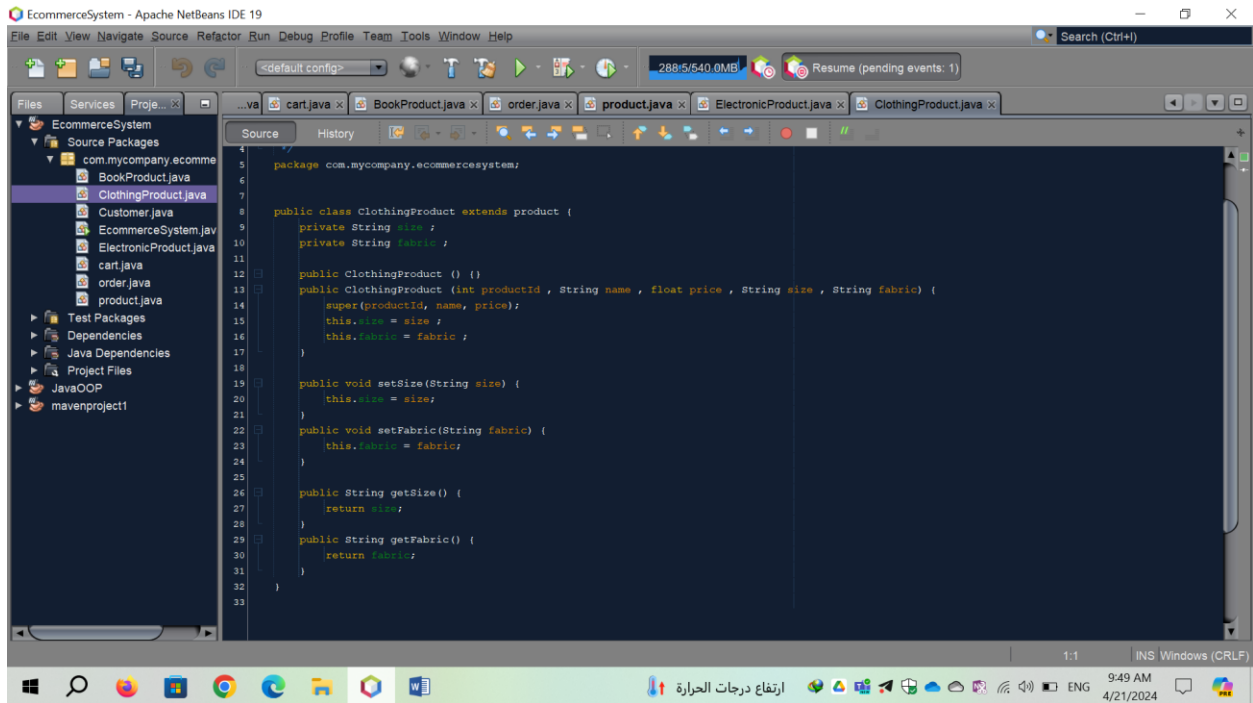 EcommerceSystem - Apache NetBeans IDE 19
File Edit View Navigate Source Refactor Run Debug Profile Team Tools Window Help
Search (Ctrl+I)
<default config>
Resume (pending events: 1)
Files Services Proje...
...va cart.java BookProduct.java order.java product.java ElectronicProduct.java ClothingProduct.java
EcommerceSystem
Source Packages
com.mycompany.ecomme
BookProduct.java
ClothingProduct.java
Customer.java
EcommerceSystem.jav
ElectronicProduct.java
cart.java
order.java
product.java
Test Packages
Dependencies
Java Dependencies
Project Files
JavaOOP
mavenproject1
Source History
4 */
5 package com.mycompany.ecommercesystem;
6
7
8 public class ClothingProduct extends product {
9 private String size ;
10 private String fabric ;
11
12 public ClothingProduct () {}
13 public ClothingProduct (int productId , String name , float price , String size , String fabric) {
14 super(productId, name, price);
15 this.size = size ;
16 this.fabric = fabric ;
17 }
18
19 public void setSize(String size) {
20 this.size = size;
21 }
22 public void setFabric(String fabric) {
23 this.fabric = fabric;
24 }
25
26 public String getSize() {
27 return size;
28 }
29 public String getFabric() {
30 return fabric;
31 }
32 }
33
1:1 INS Windows (CRLF)
ارتفاع درجات الحرارة
ENG
9:49 AM
4/21/2024
PRE